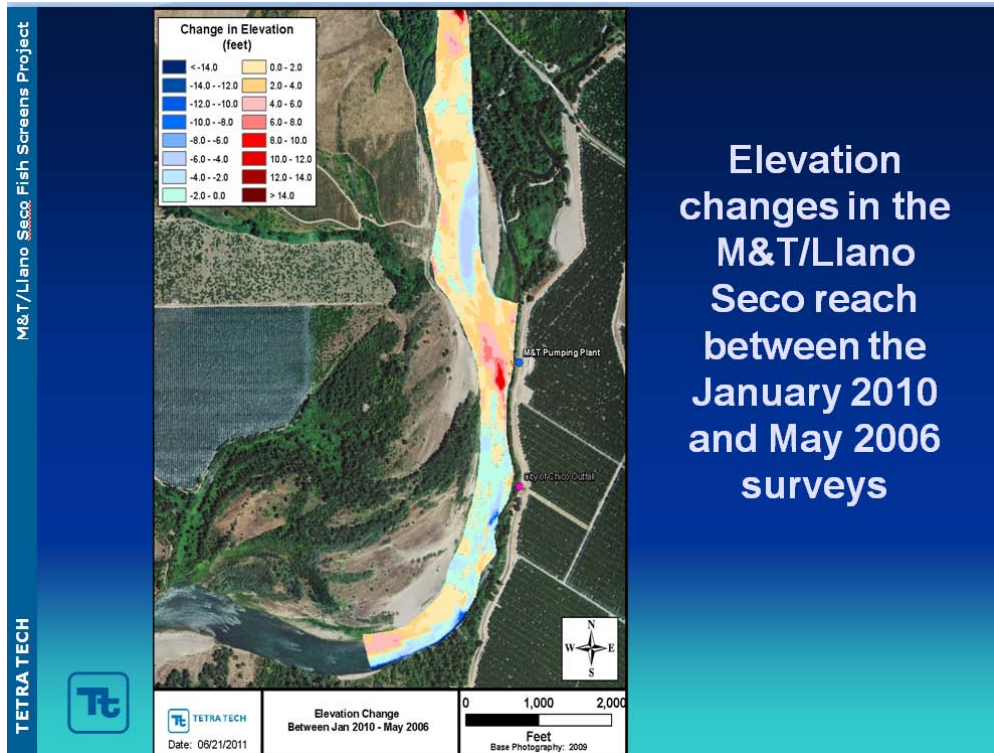 M&T/Llano Seco Fish Screens Project
TETRA TECH
Change in Elevation
(feet)
< -14.0
-14.0 - -12.0
-12.0 - -10.0
-10.0 - -8.0
-8.0 - -6.0
-6.0 - -4.0
-4.0 - -2.0
-2.0 - 0.0
0.0 - 2.0
2.0 - 4.0
4.0 - 6.0
6.0 - 8.0
8.0 - 10.0
10.0 - 12.0
12.0 - 14.0
> 14.0
M&T Pumping Plant
City of Chico Outfall
N
W E
S
Tt
Tt TETRA TECH
Date: 06/21/2011
Elevation Change
Between Jan 2010 - May 2006
0 1,000 2,000
Feet
Base Photography: 2009
Elevation
changes in the
M&T/Llano
Seco reach
between the
January 2010
and May 2006
surveys